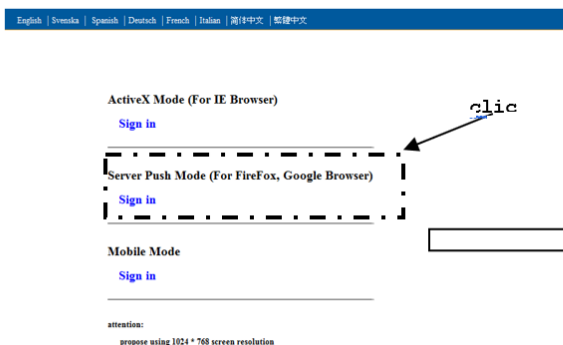 English | Svenska | Spanish | Deutsch | French | Italian | 简体中文 | 繁體中文
ActiveX Mode (For IE Browser)
clic
Sign in
Server Push Mode (For FireFox, Google Browser)
Sign in
Mobile Mode
Sign in
attention:
propose using 1024 * 768 screen resolution